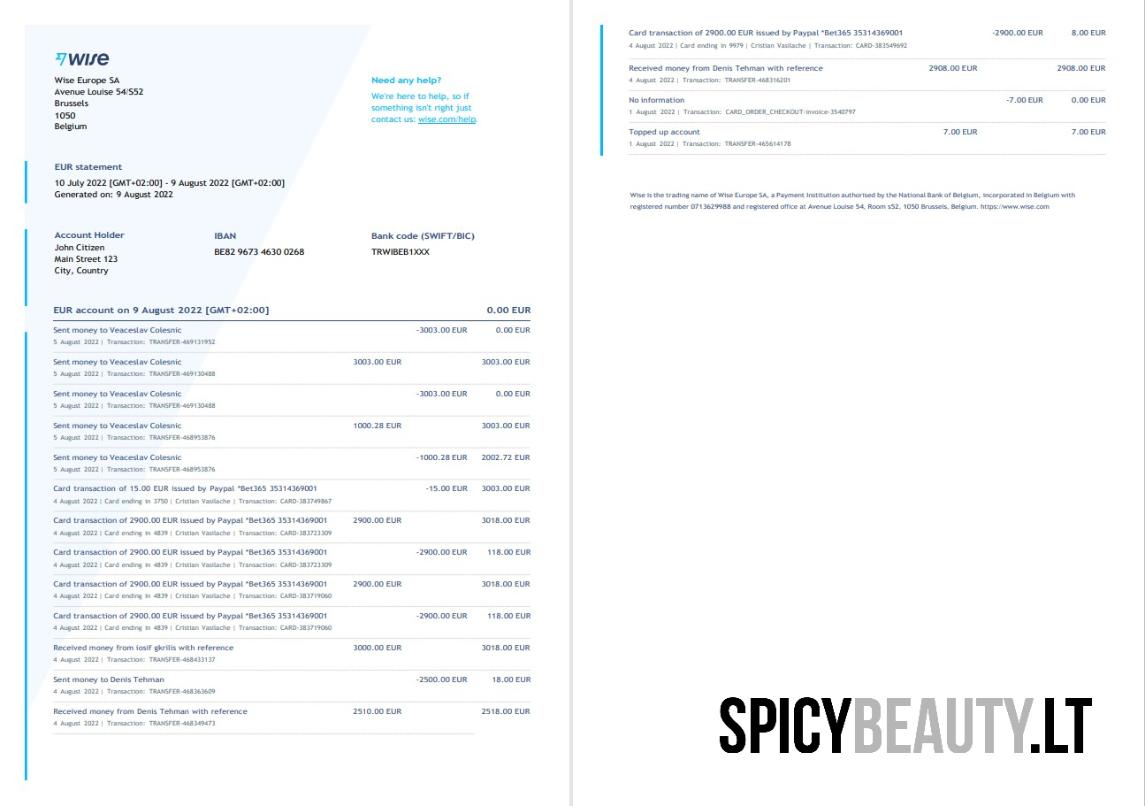 wise
Wise Europe SA
Avenue Louise 54/S52
Brussels
1050
Belgium
Need any help?
We're here to help, so if
something isn't right just
contact us: wise.com/help.
EUR statement
10 July 2022 [GMT+02:00] - 9 August 2022 [GMT+02:00]
Generated on: 9 August 2022
Account Holder
John Citizen
Main Street 123
City, Country
IBAN
BE82 9673 4630 0268
Bank code (SWIFT/BIC)
TRWIBEB1XXX
EUR account on 9 August 2022 [GMT+02:00] 0.00 EUR
Sent money to Veaceslav Colesnic -3003.00 EUR 0.00 EUR
5 August 2022 | Transaction: TRANSFER-469131952
Sent money to Veaceslav Colesnic 3003.00 EUR 3003.00 EUR
5 August 2022 | Transaction: TRANSFER-469130488
Sent money to Veaceslav Colesnic -3003.00 EUR 0.00 EUR
5 August 2022 | Transaction: TRANSFER-469130488
Sent money to Veaceslav Colesnic 1000.28 EUR 3003.00 EUR
5 August 2022 | Transaction: TRANSFER-468953876
Sent money to Veaceslav Colesnic -1000.28 EUR 2002.72 EUR
5 August 2022 | Transaction: TRANSFER-468953876
Card transaction of 15.00 EUR issued by Paypal *Bet365 35314369001 -15.00 EUR 3003.00 EUR
4 August 2022 | Card ending in 3750 | Cristian Vasilache | Transaction: CARD-383749867
Card transaction of 2900.00 EUR issued by Paypal *Bet365 35314369001 2900.00 EUR 3018.00 EUR
4 August 2022 | Card ending in 4839 | Cristian Vasilache | Transaction: CARD-383723309
Card transaction of 2900.00 EUR issued by Paypal *Bet365 35314369001 -2900.00 EUR 118.00 EUR
4 August 2022 | Card ending in 4839 | Cristian Vasilache | Transaction: CARD-383723309
Card transaction of 2900.00 EUR issued by Paypal *Bet365 35314369001 2900.00 EUR 3018.00 EUR
4 August 2022 | Card ending in 4839 | Cristian Vasilache | Transaction: CARD-383719060
Card transaction of 2900.00 EUR issued by Paypal *Bet365 35314369001 -2900.00 EUR 118.00 EUR
4 August 2022 | Card ending in 4839 | Cristian Vasilache | Transaction: CARD-383719060
Received money from iosif gkrilis with reference 3000.00 EUR 3018.00 EUR
4 August 2022 | Transaction: TRANSFER-468433137
Sent money to Denis Tehman -2500.00 EUR 18.00 EUR
4 August 2022 | Transaction: TRANSFER-468363609
Received money from Denis Tehman with reference 2510.00 EUR 2518.00 EUR
4 August 2022 | Transaction: TRANSFER-468349473
Card transaction of 2900.00 EUR issued by Paypal *Bet365 35314369001 -2900.00 EUR 8.00 EUR
4 August 2022 | Card ending in 9979 | Cristian Vasilache | Transaction: CARD-383549692
Received money from Denis Tehman with reference 2908.00 EUR 2908.00 EUR
4 August 2022 | Transaction: TRANSFER-468316201
No information -7.00 EUR 0.00 EUR
1 August 2022 | Transaction: CARD_ORDER_CHECKOUT-invoice-3540797
Topped up account 7.00 EUR 7.00 EUR
1 August 2022 | Transaction: TRANSFER-465614178
Wise is the trading name of Wise Europe SA, a Payment Institution authorised by the National Bank of Belgium, incorporated in Belgium with
registered number 0713629988 and registered office at Avenue Louise 54, Room s52, 1050 Brussels, Belgium. https://www.wise.com
SPICYBEAUTY.LT